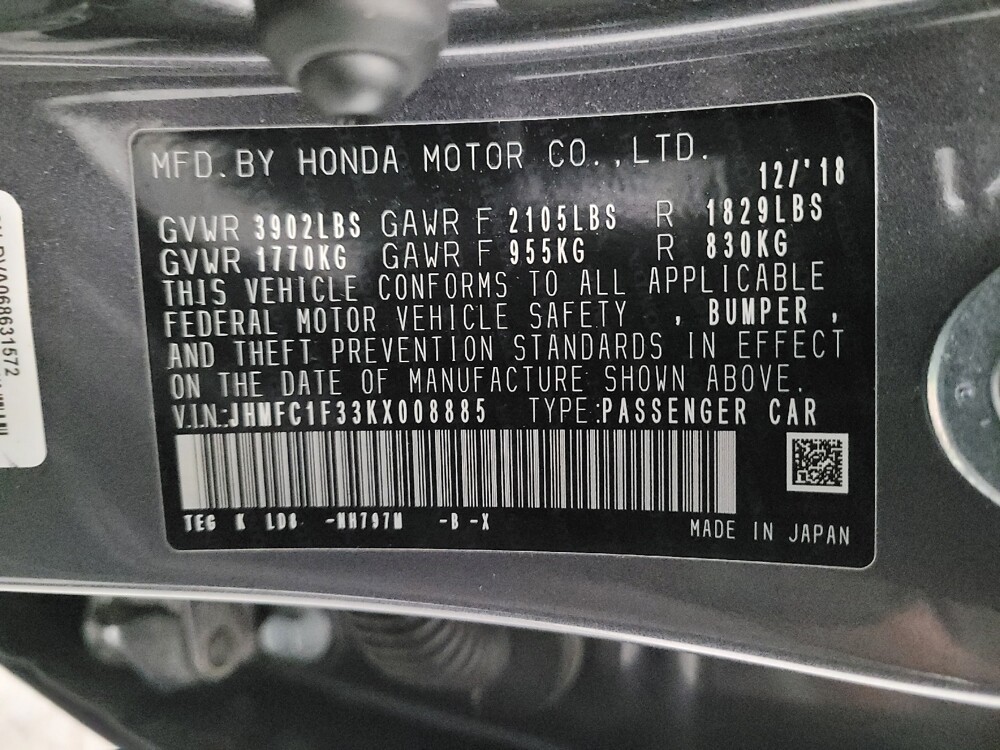 MFD.BY HONDA MOTOR CO.,LTD.
12/'18
GVWR 3902LBS GAWR F 2105LBS R 1829LBS
GVWR 1770KG GAWR F 955KG R 830KG
THIS VEHICLE CONFORMS TO ALL APPLICABLE
FEDERAL MOTOR VEHICLE SAFETY , BUMPER ,
AND THEFT PREVENTION STANDARDS IN EFFECT
ON THE DATE OF MANUFACTURE SHOWN ABOVE.
V.I.N.:JHMFC1F33KX008885 TYPE:PASSENGER CAR
TEG K -NH797M -B -X
MADE IN JAPAN
068631572